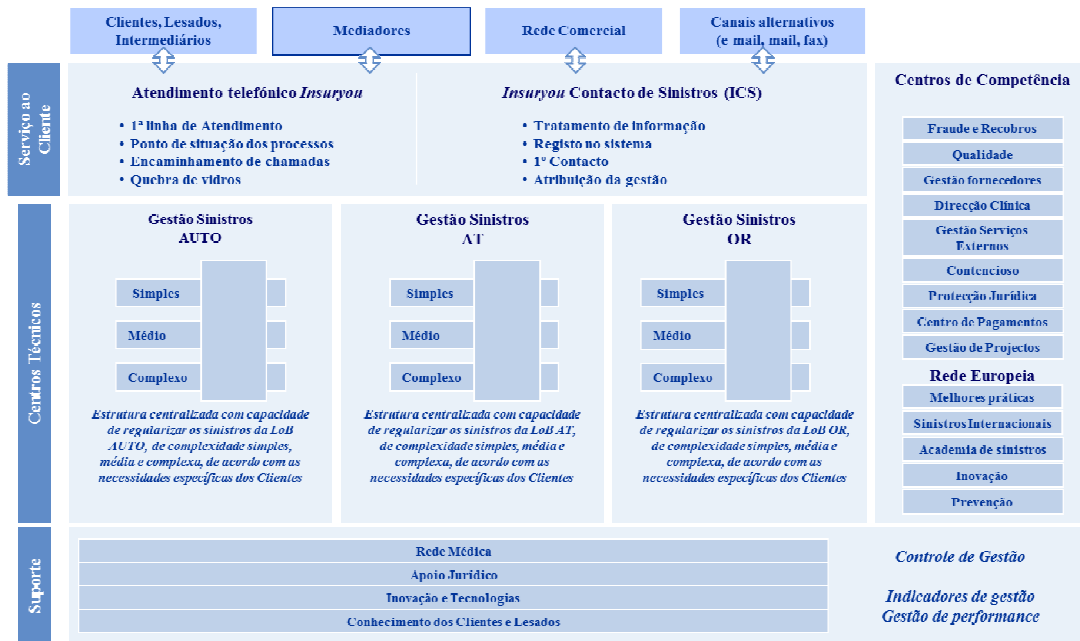 Clientes, Lesados,
Intermediários
Mediadores
Rede Comercial
Canais alternativos
(e mail, mail, fax)
Serviço ao
Cliente
Atendimento telefónico Insuryou
• 1ª linha de Atendimento
• Ponto de situação dos processos
• Encaminhamento de chamadas
• Quebra de vidros
Insuryou Contacto de Sinistros (ICS)
• Tratamento de informação
• Registo no sistema
• 1º Contacto
• Atribuição da gestão
Centros de Competência
Fraude e Recobros
Qualidade
Gestão fornecedores
Direcção Clínica
Gestão Serviços
Externos
Contencioso
Protecção Jurídica
Centro de Pagamentos
Gestão de Projectos
Rede Europeia
Melhores práticas
Sinistros Internacionais
Academia de sinistros
Inovação
Prevenção
Centros Técnicos
Gestão Sinistros
AUTO
Simples
Médio
Complexo
Estrutura centralizada com capacidade
de regularizar os sinistros da LoB
AUTO, de complexidade simples,
média e complexa, de acordo com as
necessidades específicas dos Clientes
Gestão Sinistros
AT
Simples
Médio
Complexo
Estrutura centralizada com capacidade
de regularizar os sinistros da LoB AT,
de complexidade simples, média e
complexa, de acordo com as
necessidades específicas dos Clientes
Gestão Sinistros
OR
Simples
Médio
Complexo
Estrutura centralizada com capacidade
de regularizar os sinistros da LoB OR,
de complexidade simples, média e
complexa, de acordo com as
necessidades específicas dos Clientes
Suporte
Rede Médica
Apoio Jurídico
Inovação e Tecnologias
Conhecimento dos Clientes e Lesados
Controle de Gestão
Indicadores de gestão
Gestão de performance